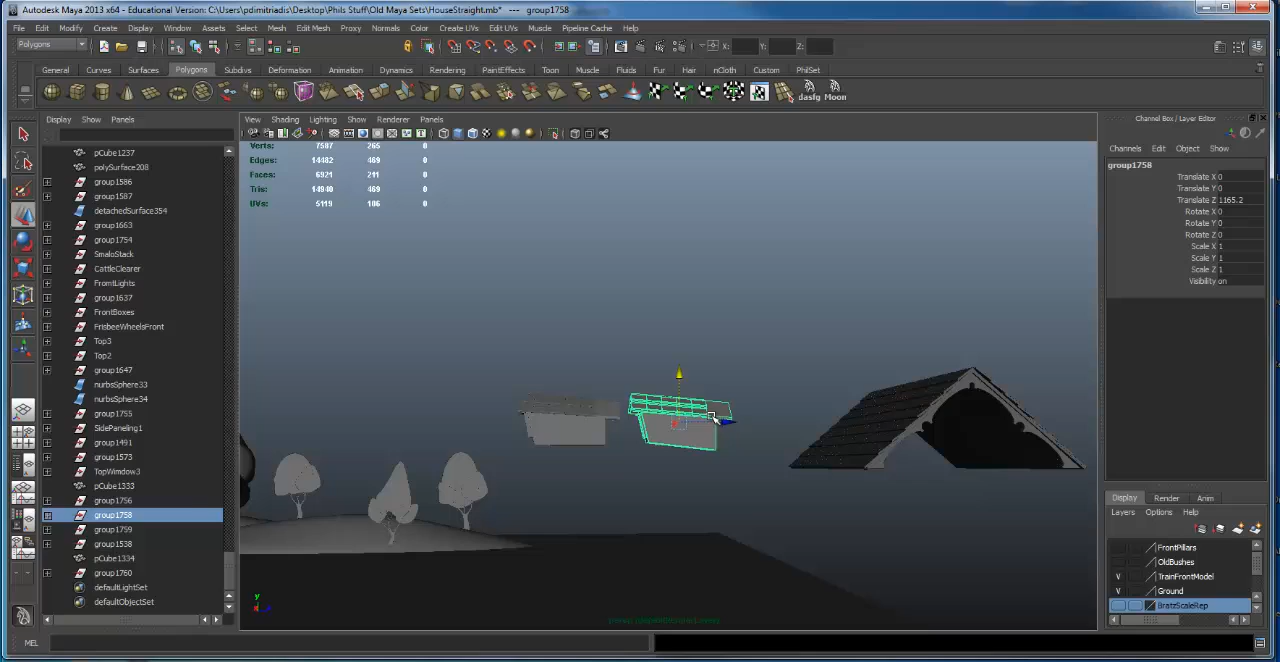 Autodesk Maya 2013 x64 - Educational Version: C:\Users\pdimitriadis\Desktop\Phils Stuff\Old Maya Sets\HouseStraight.mb* --- group1758
File Edit Modify Create Display Window Assets Select Mesh Edit Mesh Proxy Normals Color Create UVs Edit UVs Muscle Pipeline Cache Help
Polygons X: Y: Z:
General Curves Surfaces Polygons Subdivs Deformation Animation Dynamics Rendering PaintEffects Toon Muscle Fluids Fur Hair nCloth Custom PhilSet
dasfg Moon
Display Show Panels
View Shading Lighting Show Renderer Panels
Channel Box / Layer Editor
Channels Edit Object Show
Verts: 7587 265 0
Edges: 14482 469 0
Faces: 6921 211 0
Tris: 14940 469 0
UVs: 5119 186 0
pCube1237
polySurface208
group1586
group1587
detachedSurface354
group1663
group1754
SmaloStack
CattleClearer
FromtLights
group1637
FrontBoxes
FrisbeeWheelsFront
Top3
Top2
group1647
nurbsSphere33
nurbsSphere34
group1755
SidePaneling1
group1491
group1573
TopWindow3
pCube1333
group1756
group1758
group1759
group1538
pCube1334
group1760
defaultLightSet
defaultObjectSet
y
group1758
Translate X 0
Translate Y 0
Translate Z 1165.2
Rotate X 0
Rotate Y 0
Rotate Z 0
Scale X 1
Scale Y 1
Scale Z 1
Visibility on
Display Render Anim
Layers Options Help
FrontPillars
OldBushes
V TrainFrontModel
V Ground
BratzScaleRep
MEL